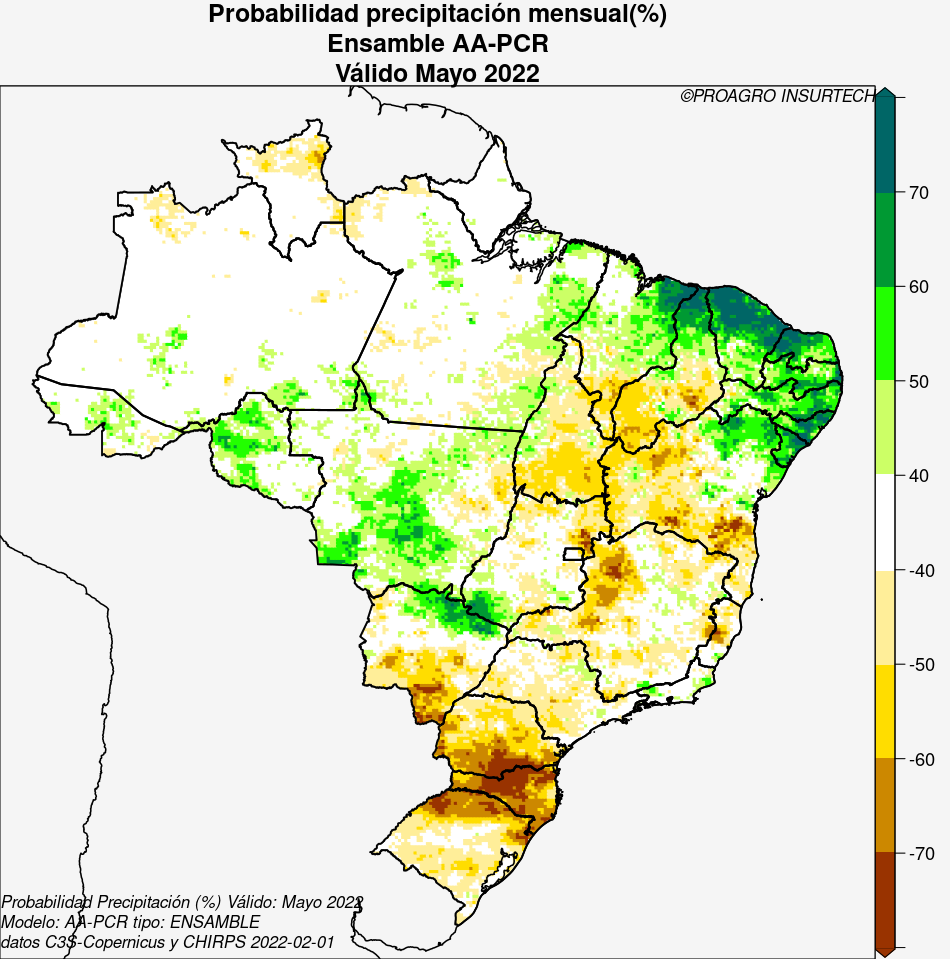 Probabilidad precipitación mensual(%)
Ensamble AA-PCR
Válido Mayo 2022
©PROAGRO INSURTECH
70
60
50
40
-40
-50
-60
-70
Probabilidad Precipitación (%) Válido: Mayo 2022
Modelo: AA-PCR tipo: ENSAMBLE
datos C3S-Copernicus y CHIRPS 2022-02-01